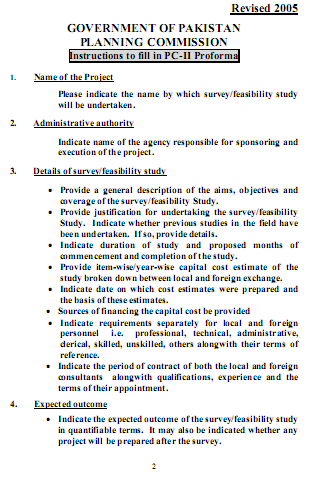 Revised 2005
GOVERNMENT OF PAKISTAN
PLANNING COMMISSION
Instructions to fill in PC-II Proforma
1. Name of the Project
Please indicate the name by which survey/feasibility study
will be undertaken.
2. Administrative authority
Indicate name of the agency responsible for sponsoring and
execution of the project.
3. Details of survey/feasibility study
• Provide a general description of the aims, objectives and
coverage of the survey/feasibility Study.
• Provide justification for undertaking the survey/feasibility
Study. Indicate whether previous studies in the field have
been undertaken. If so, provide details.
• Indicate duration of study and proposed months of
commencement and completion of the study.
• Provide item-wise/year-wise capital cost estimate of the
study broken down between local and foreign exchange.
• Indicate date on which cost estimates were prepared and
the basis of these estimates.
• Sources of financing the capital cost be provided
• Indicate requirements separately for local and foreign
personnel i.e. professional, technical, administrative,
clerical, skilled, unskilled, others alongwith their terms of
reference.
• Indicate the period of contract of both the local and foreign
consultants alongwith qualifications, experience and the
terms of their appointment.
4. Expected outcome
• Indicate the expected outcome of the survey/feasibility study
in quantifiable terms. It may also be indicated whether any
project will be prepared after the survey.
2